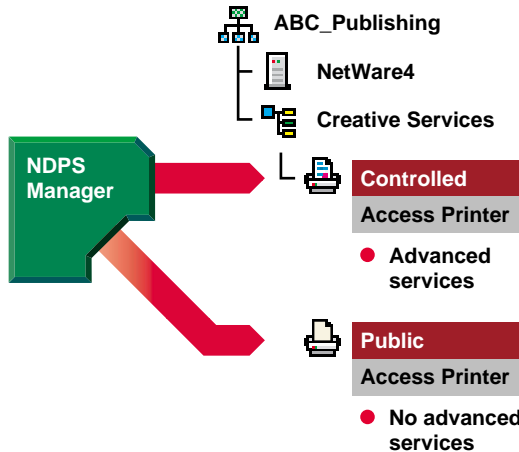 ABC_Publishing
NetWare4
Creative Services
NDPS
Manager
Controlled
Access Printer
Advanced
services
Public
Access Printer
No advanced
services